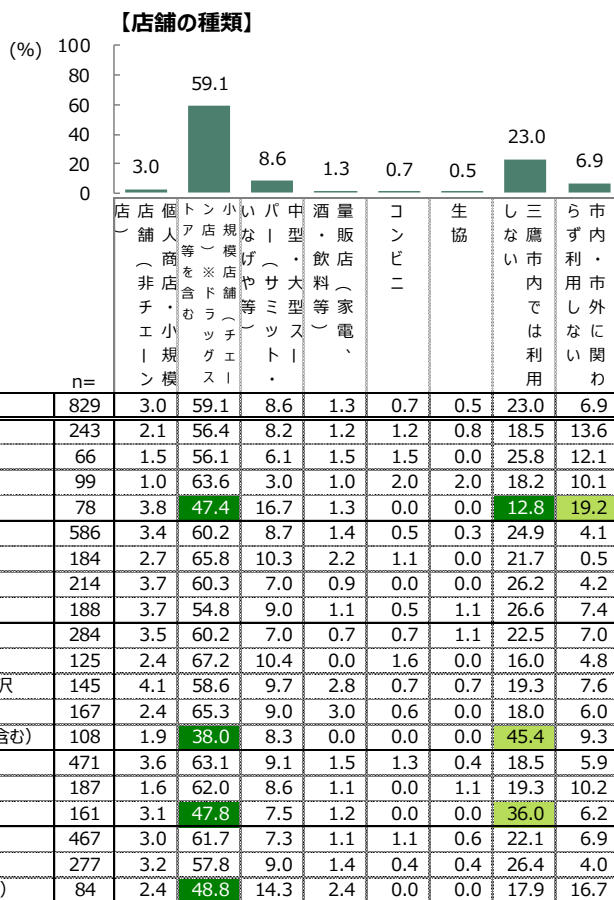 【店舗の種類】
(%)
100
80
60
40
20
0
3.0
59.1
8.6
1.3
0.7
0.5
23.0
6.9
個人商店・小規模店舗（非チェーン店）
小規模店舗（チェーン店）※ドラッグストア等を含む
中型・大型スーパー（サミット・いなげや等）
量販店（家電、酒・飲料等）
コンビニ
生協
三鷹市内では利用しない
市内・市外に関わらず利用しない
n=
829 3.0 59.1 8.6 1.3 0.7 0.5 23.0 6.9
243 2.1 56.4 8.2 1.2 1.2 0.8 18.5 13.6
66 1.5 56.1 6.1 1.5 1.5 0.0 25.8 12.1
99 1.0 63.6 3.0 1.0 2.0 2.0 18.2 10.1
78 3.8 47.4 16.7 1.3 0.0 0.0 12.8 19.2
586 3.4 60.2 8.7 1.4 0.5 0.3 24.9 4.1
184 2.7 65.8 10.3 2.2 1.1 0.0 21.7 0.5
214 3.7 60.3 7.0 0.9 0.0 0.0 26.2 4.2
188 3.7 54.8 9.0 1.1 0.5 1.1 26.6 7.4
284 3.5 60.2 7.0 0.7 0.7 1.1 22.5 7.0
125 2.4 67.2 10.4 0.0 1.6 0.0 16.0 4.8
沢 145 4.1 58.6 9.7 2.8 0.7 0.7 19.3 7.6
167 2.4 65.3 9.0 3.0 0.6 0.0 18.0 6.0
含む） 108 1.9 38.0 8.3 0.0 0.0 0.0 45.4 9.3
471 3.6 63.1 9.1 1.5 1.3 0.4 18.5 5.9
187 1.6 62.0 8.6 1.1 0.0 1.1 19.3 10.2
161 3.1 47.8 7.5 1.2 0.0 0.0 36.0 6.2
467 3.0 61.7 7.3 1.1 1.1 0.6 22.1 6.9
277 3.2 57.8 9.0 1.4 0.4 0.4 26.4 4.0
） 84 2.4 48.8 14.3 2.4 0.0 0.0 17.9 16.7